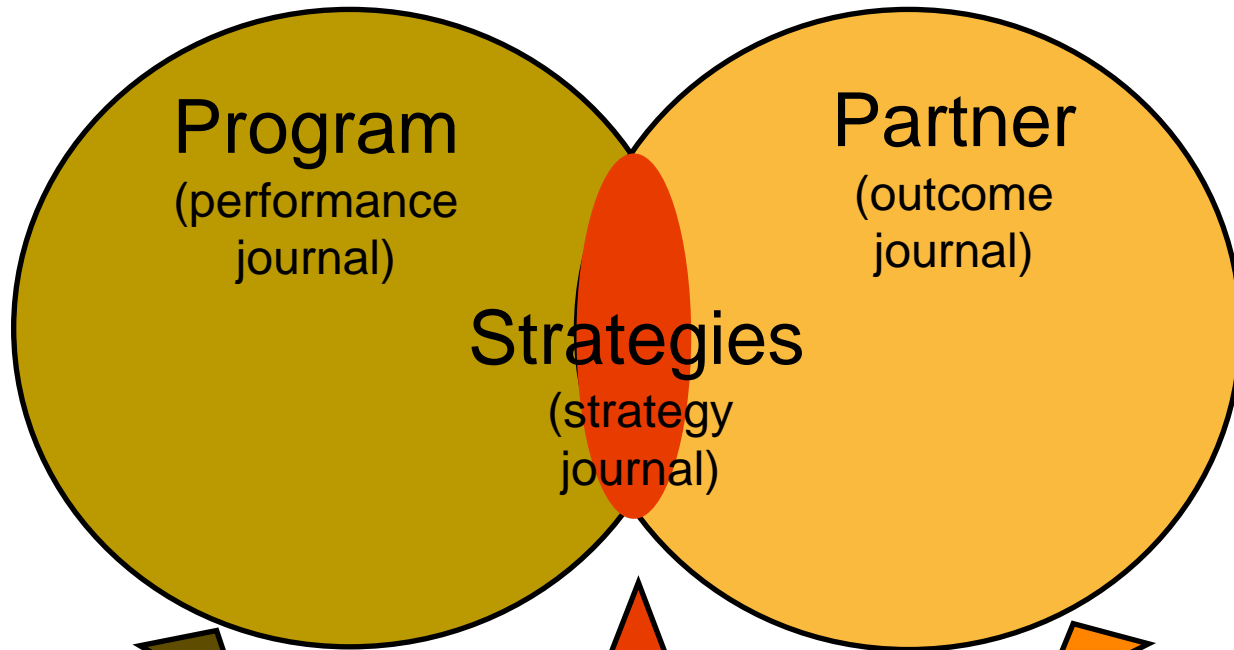 Program
(performance
journal)
Partner
(outcome
journal)
Strategies
(strategy
journal)